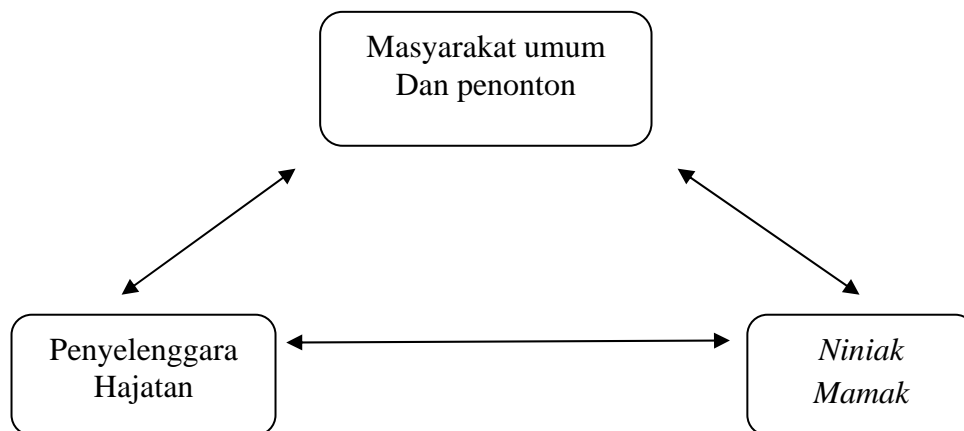 Masyarakat umum
Dan penonton
Penyelenggara
Hajatan
Niniak
Mamak